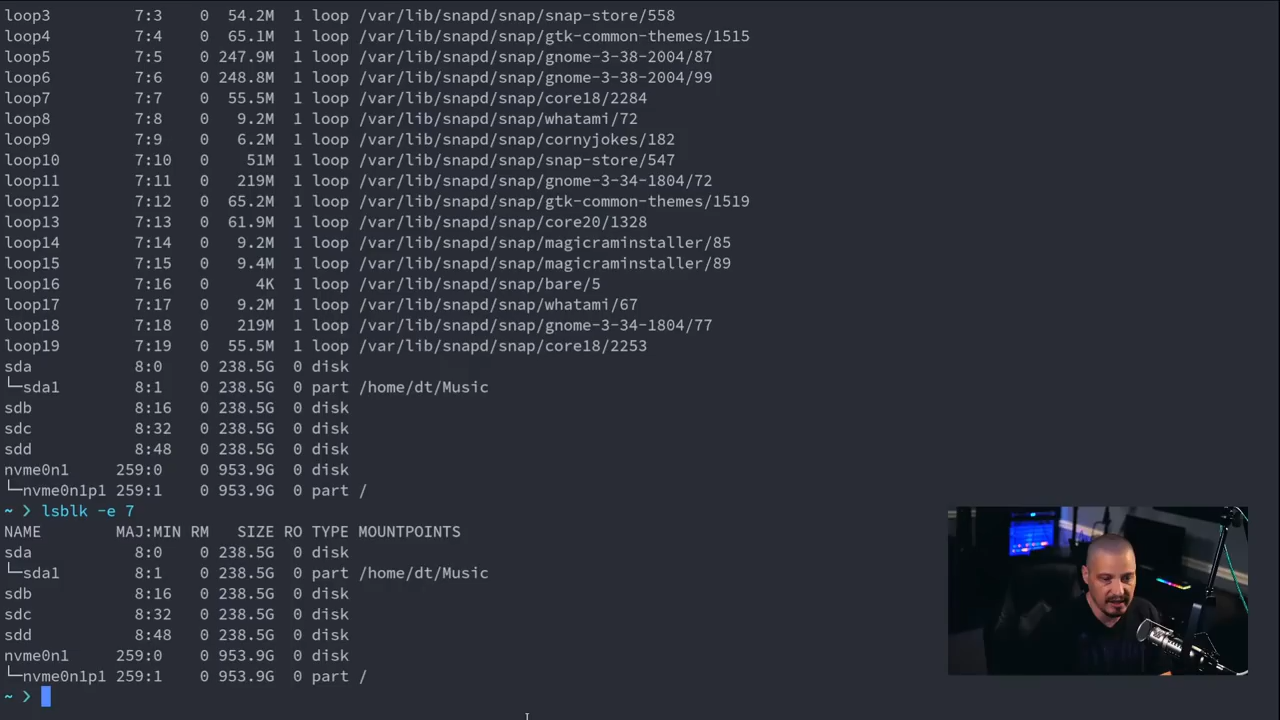 loop3 7:3 0 54.2M 1 loop /var/lib/snapd/snap/snap-store/558
loop4 7:4 0 65.1M 1 loop /var/lib/snapd/snap/gtk-common-themes/1515
loop5 7:5 0 247.9M 1 loop /var/lib/snapd/snap/gnome-3-38-2004/87
loop6 7:6 0 248.8M 1 loop /var/lib/snapd/snap/gnome-3-38-2004/99
loop7 7:7 0 55.5M 1 loop /var/lib/snapd/snap/core18/2284
loop8 7:8 0 9.2M 1 loop /var/lib/snapd/snap/whatami/72
loop9 7:9 0 6.2M 1 loop /var/lib/snapd/snap/cornyjokes/182
loop10 7:10 0 51M 1 loop /var/lib/snapd/snap/snap-store/547
loop11 7:11 0 219M 1 loop /var/lib/snapd/snap/gnome-3-34-1804/72
loop12 7:12 0 65.2M 1 loop /var/lib/snapd/snap/gtk-common-themes/1519
loop13 7:13 0 61.9M 1 loop /var/lib/snapd/snap/core20/1328
loop14 7:14 0 9.2M 1 loop /var/lib/snapd/snap/magicraminstaller/85
loop15 7:15 0 9.4M 1 loop /var/lib/snapd/snap/magicraminstaller/89
loop16 7:16 0 4K 1 loop /var/lib/snapd/snap/bare/5
loop17 7:17 0 9.2M 1 loop /var/lib/snapd/snap/whatami/67
loop18 7:18 0 219M 1 loop /var/lib/snapd/snap/gnome-3-34-1804/77
loop19 7:19 0 55.5M 1 loop /var/lib/snapd/snap/core18/2253
sda 8:0 0 238.5G 0 disk
└─sda1 8:1 0 238.5G 0 part /home/dt/Music
sdb 8:16 0 238.5G 0 disk
sdc 8:32 0 238.5G 0 disk
sdd 8:48 0 238.5G 0 disk
nvme0n1 259:0 0 953.9G 0 disk
└─nvme0n1p1 259:1 0 953.9G 0 part /
~ > lsblk -e 7
NAME MAJ:MIN RM SIZE RO TYPE MOUNTPOINTS
sda 8:0 0 238.5G 0 disk
└─sda1 8:1 0 238.5G 0 part /home/dt/Music
sdb 8:16 0 238.5G 0 disk
sdc 8:32 0 238.5G 0 disk
sdd 8:48 0 238.5G 0 disk
nvme0n1 259:0 0 953.9G 0 disk
└─nvme0n1p1 259:1 0 953.9G 0 part /
~ >